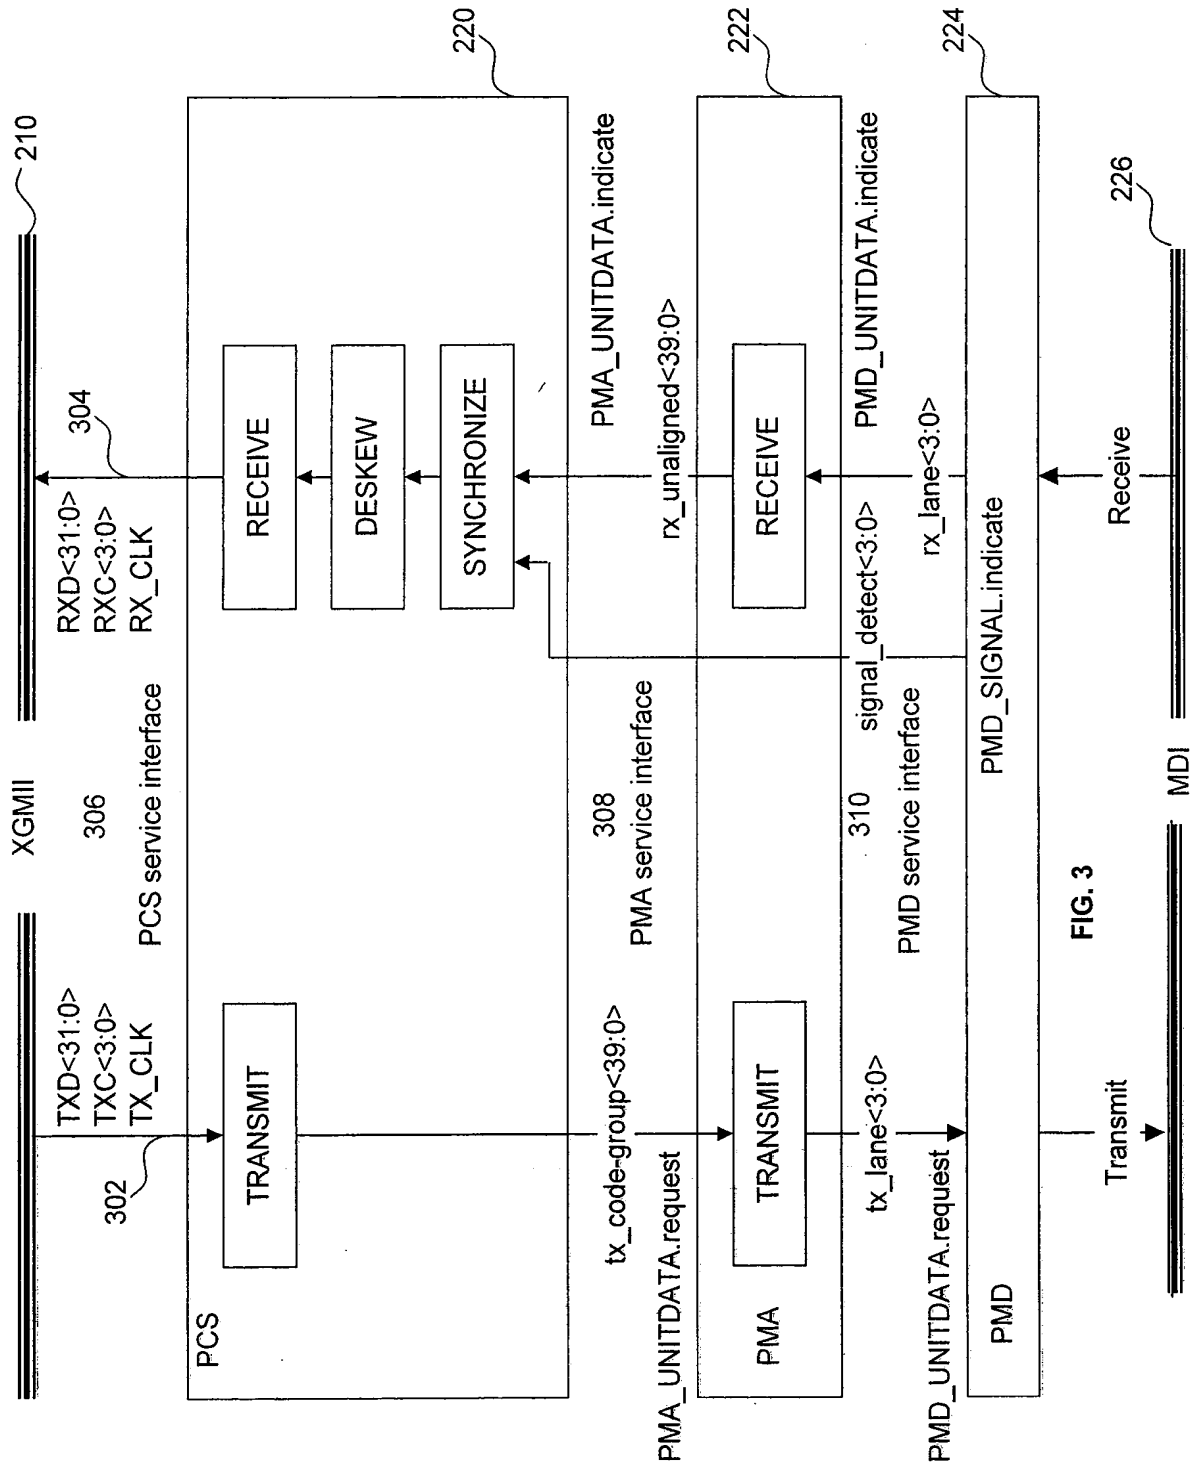 XGMII
210
TXD<31:0>
TXC<3:0>
TX_CLK
302
306
PCS service interface
RXD<31:0>
RXC<3:0>
RX_CLK
304
PCS
220
TRANSMIT
RECEIVE
DESKEW
SYNCHRONIZE
tx_code-group<39:0>
PMA_UNITDATA.request
308
PMA service interface
PMA_UNITDATA.indicate
rx_unaligned<39:0>
PMA
222
TRANSMIT
RECEIVE
tx_lane<3:0>
PMD_UNITDATA.request
310
PMD service interface
signal_detect<3:0>
PMD_UNITDATA.indicate
rx_lane<3:0>
PMD
PMD_SIGNAL.indicate
224
Transmit
Receive
FIG. 3
MDI
226